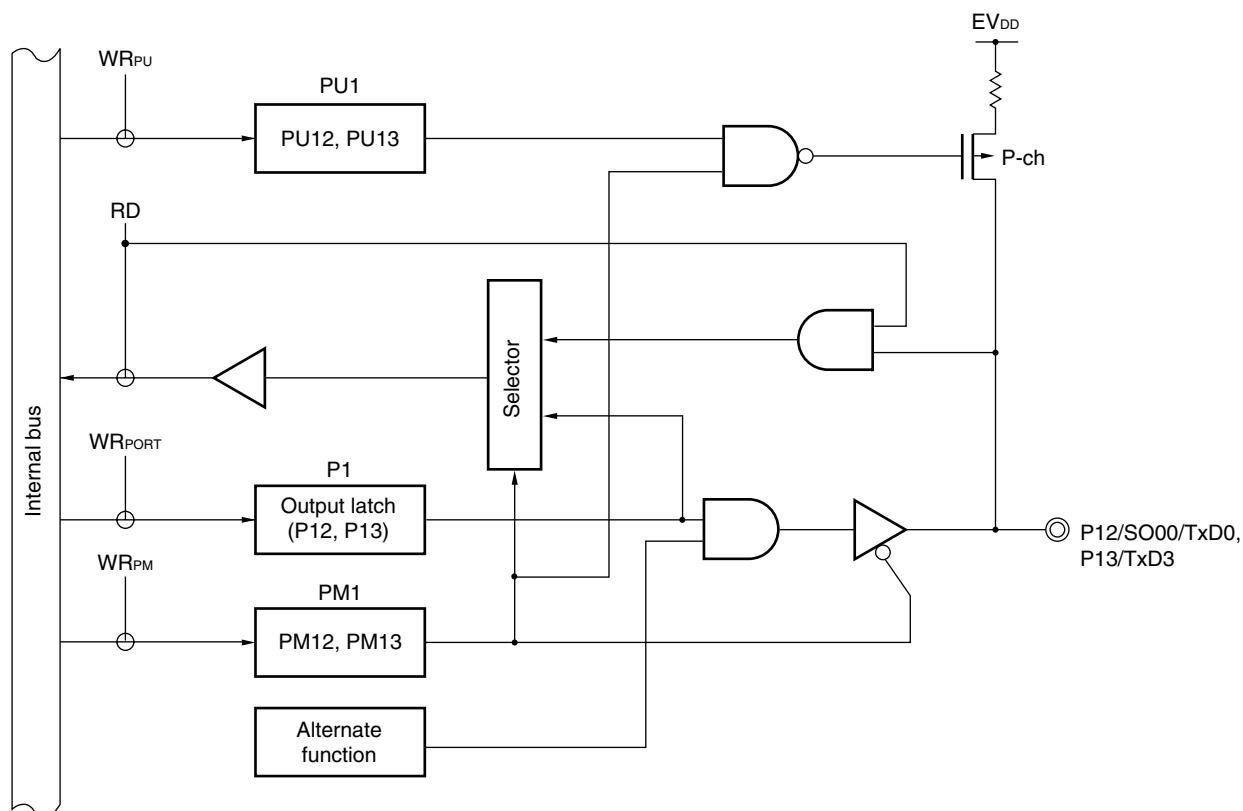 EVDD
WRPU
PU1
PU12, PU13
P-ch
RD
Selector
Internal bus
WRPORT
P1
Output latch
(P12, P13)
P12/SO00/TxD0,
P13/TxD3
WRPM
PM1
PM12, PM13
Alternate
function